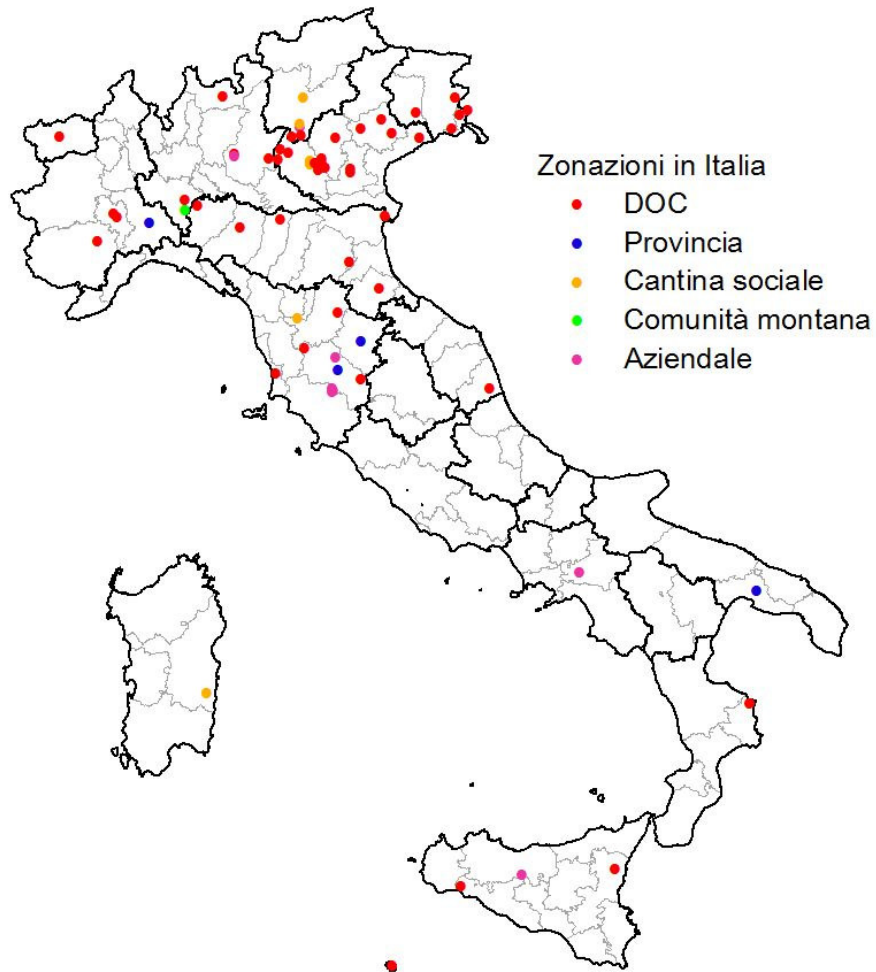 Zonazioni in Italia
DOC
Provincia
Cantina sociale
Comunità montana
Aziendale